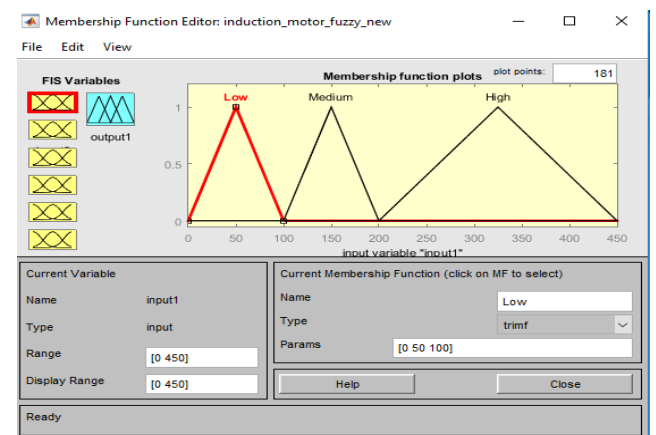 Membership Function Editor: induction_motor_fuzzy_new
File Edit View
FIS Variables
Membership function plots
plot points:
181
output1
Low
Medium
High
1
0.5
0
0 50 100 150 200 250 300 350 400 450
input variable "input1"
Current Variable
Name input1
Type input
Range [0 450]
Display Range [0 450]
Current Membership Function (click on MF to select)
Name Low
Type trimf
Params [0 50 100]
Help Close
Ready